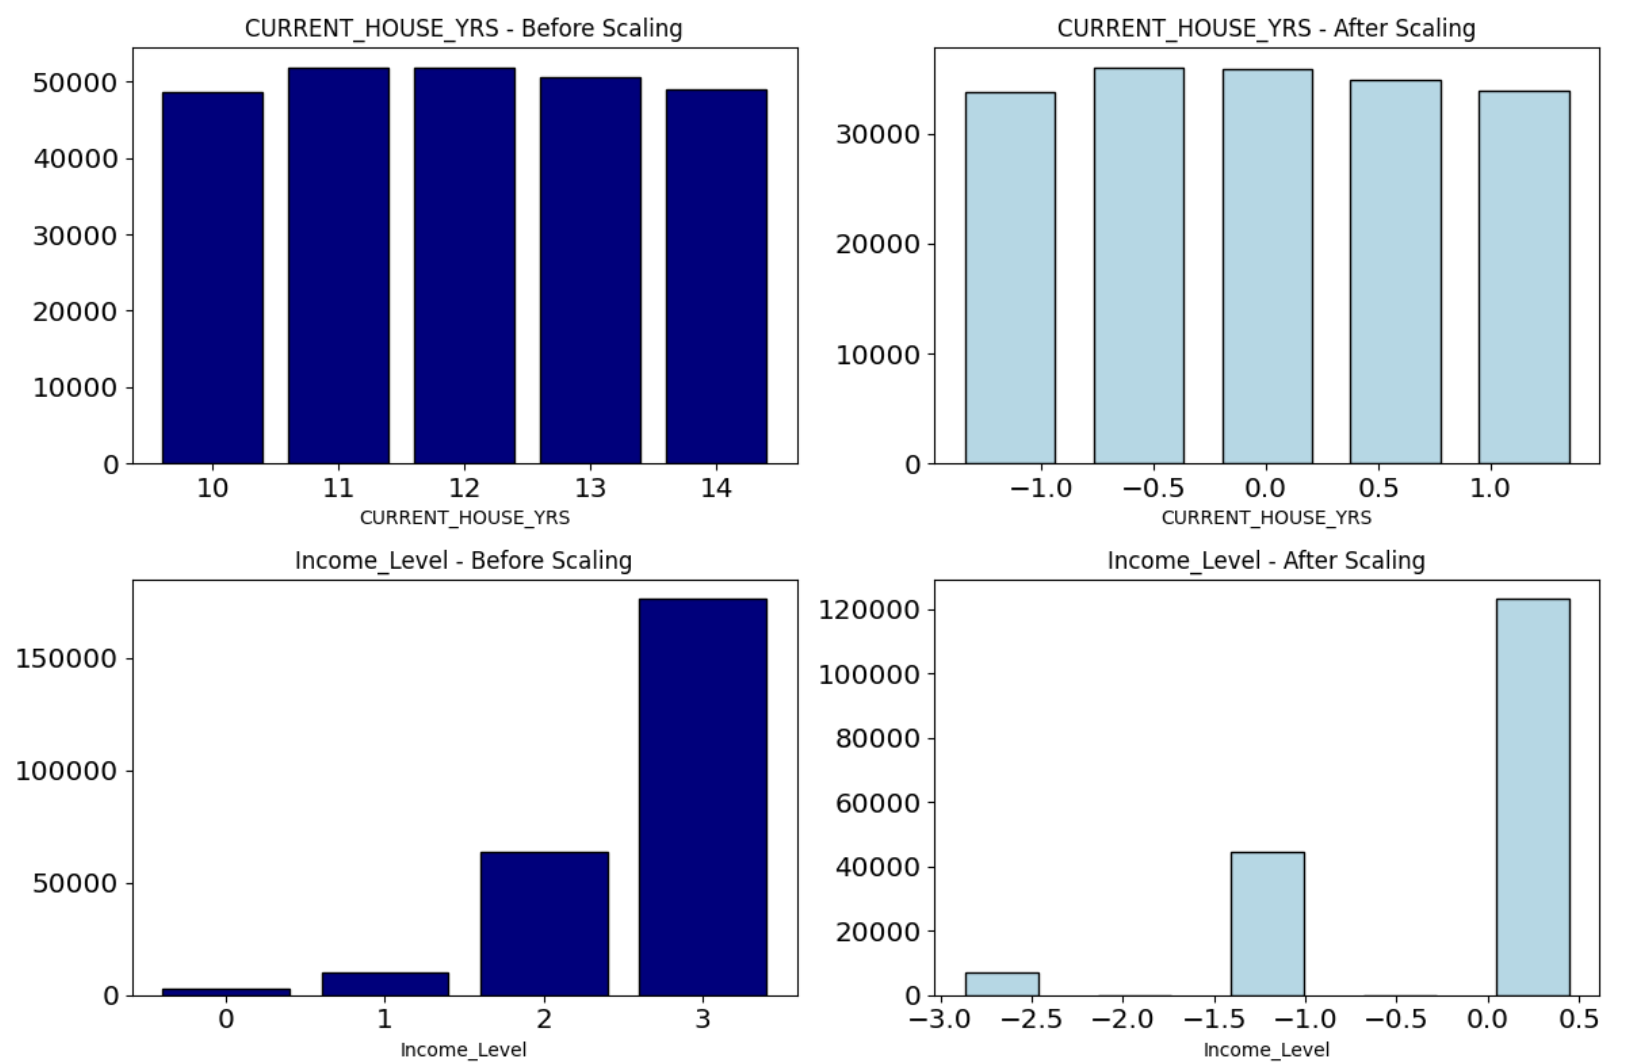 CURRENT_HOUSE_YRS - Before Scaling
50000
40000
30000
20000
10000
0
10 11 12 13 14
CURRENT_HOUSE_YRS
CURRENT_HOUSE_YRS - After Scaling
30000
20000
10000
0
−1.0 −0.5 0.0 0.5 1.0
CURRENT_HOUSE_YRS
Income_Level - Before Scaling
150000
100000
50000
0
0 1 2 3
Income_Level
Income_Level - After Scaling
120000
100000
80000
60000
40000
20000
0
−3.0 −2.5 −2.0 −1.5 −1.0 −0.5 0.0 0.5
Income_Level